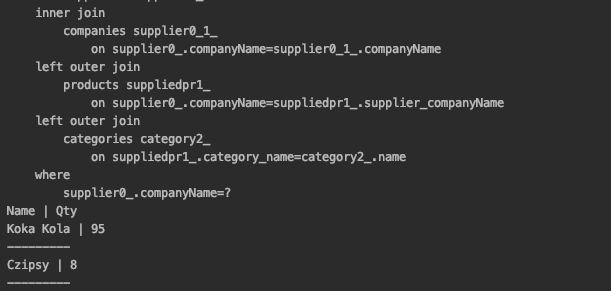 inner join
companies supplier0_1_
on supplier0_.companyName=supplier0_1_.companyName
left outer join
products suppliedpr1_
on supplier0_.companyName=suppliedpr1_.supplier_companyName
left outer join
categories category2_
on suppliedpr1_.category_name=category2_.name
where
supplier0_.companyName=?
Name | Qty
Koka Kola | 95
---------
Czipsy | 8
---------